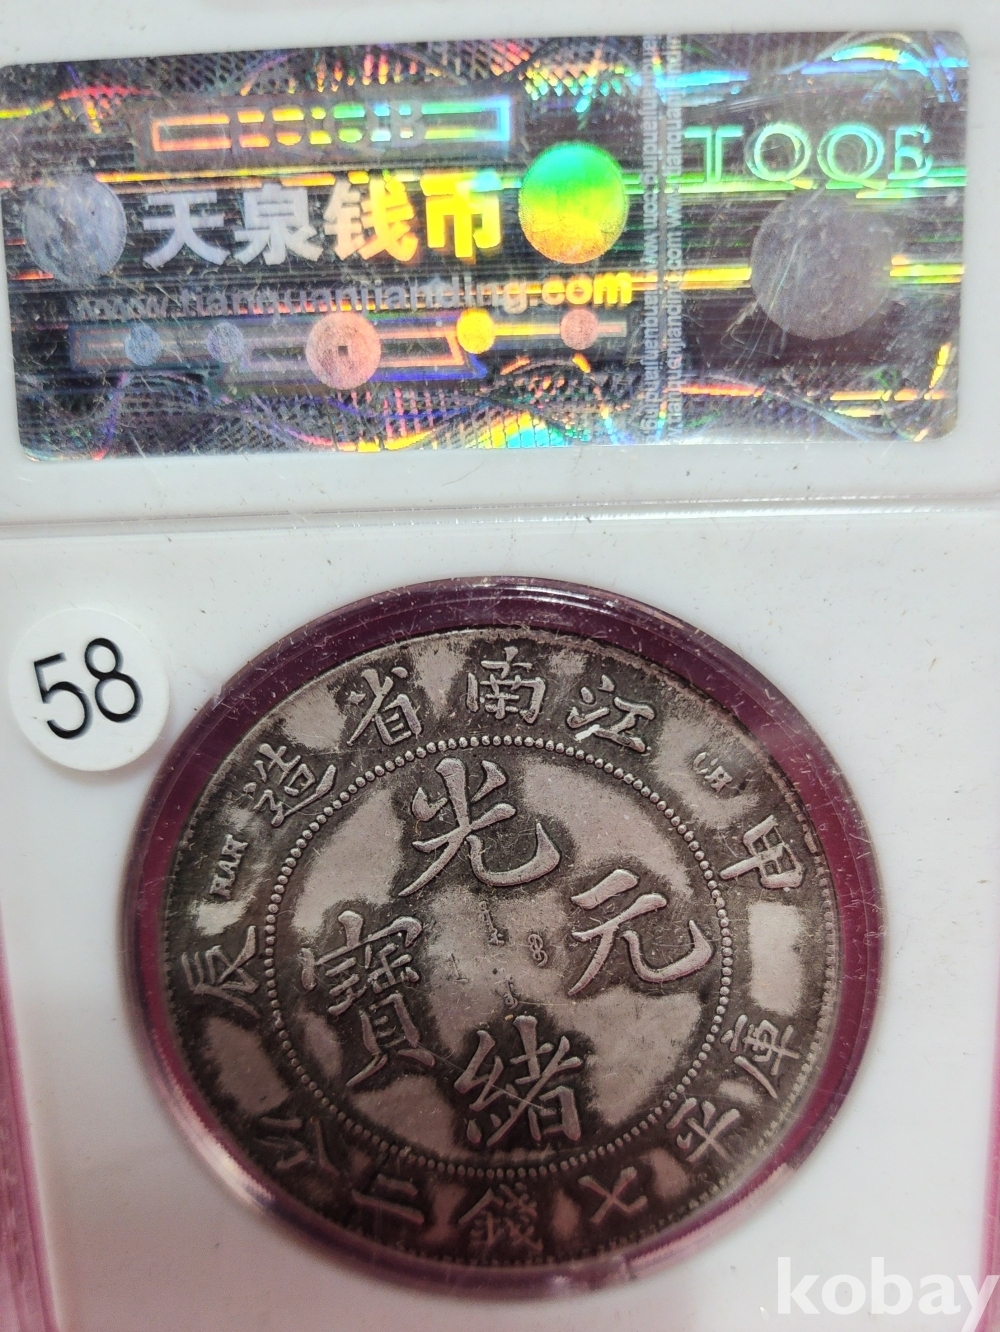 TQQB
天泉钱币
www.tianquanjianding.com
58
江南省造
甲
辰
光緒元寶
庫平七錢二分
kobay